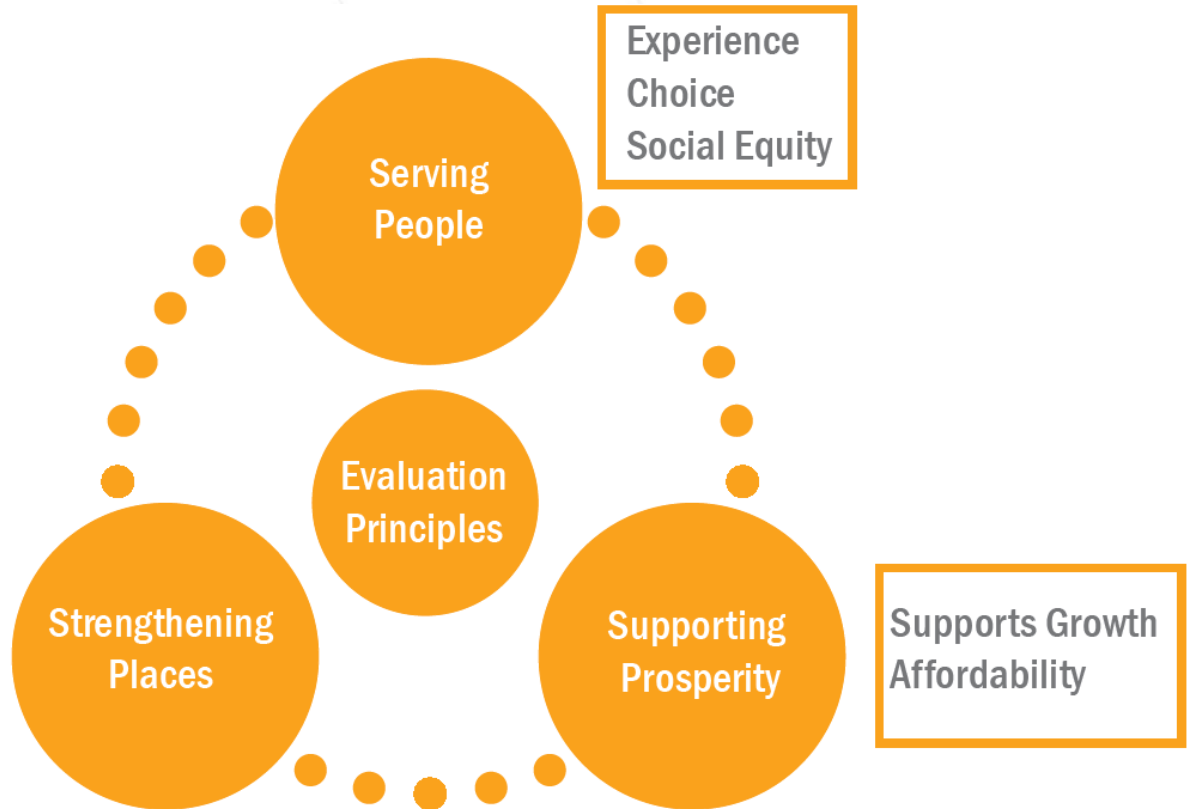 Experience
Choice
Social Equity
Serving
People
Evaluation
Principles
Strengthening
Places
Supporting
Prosperity
Supports Growth
Affordability